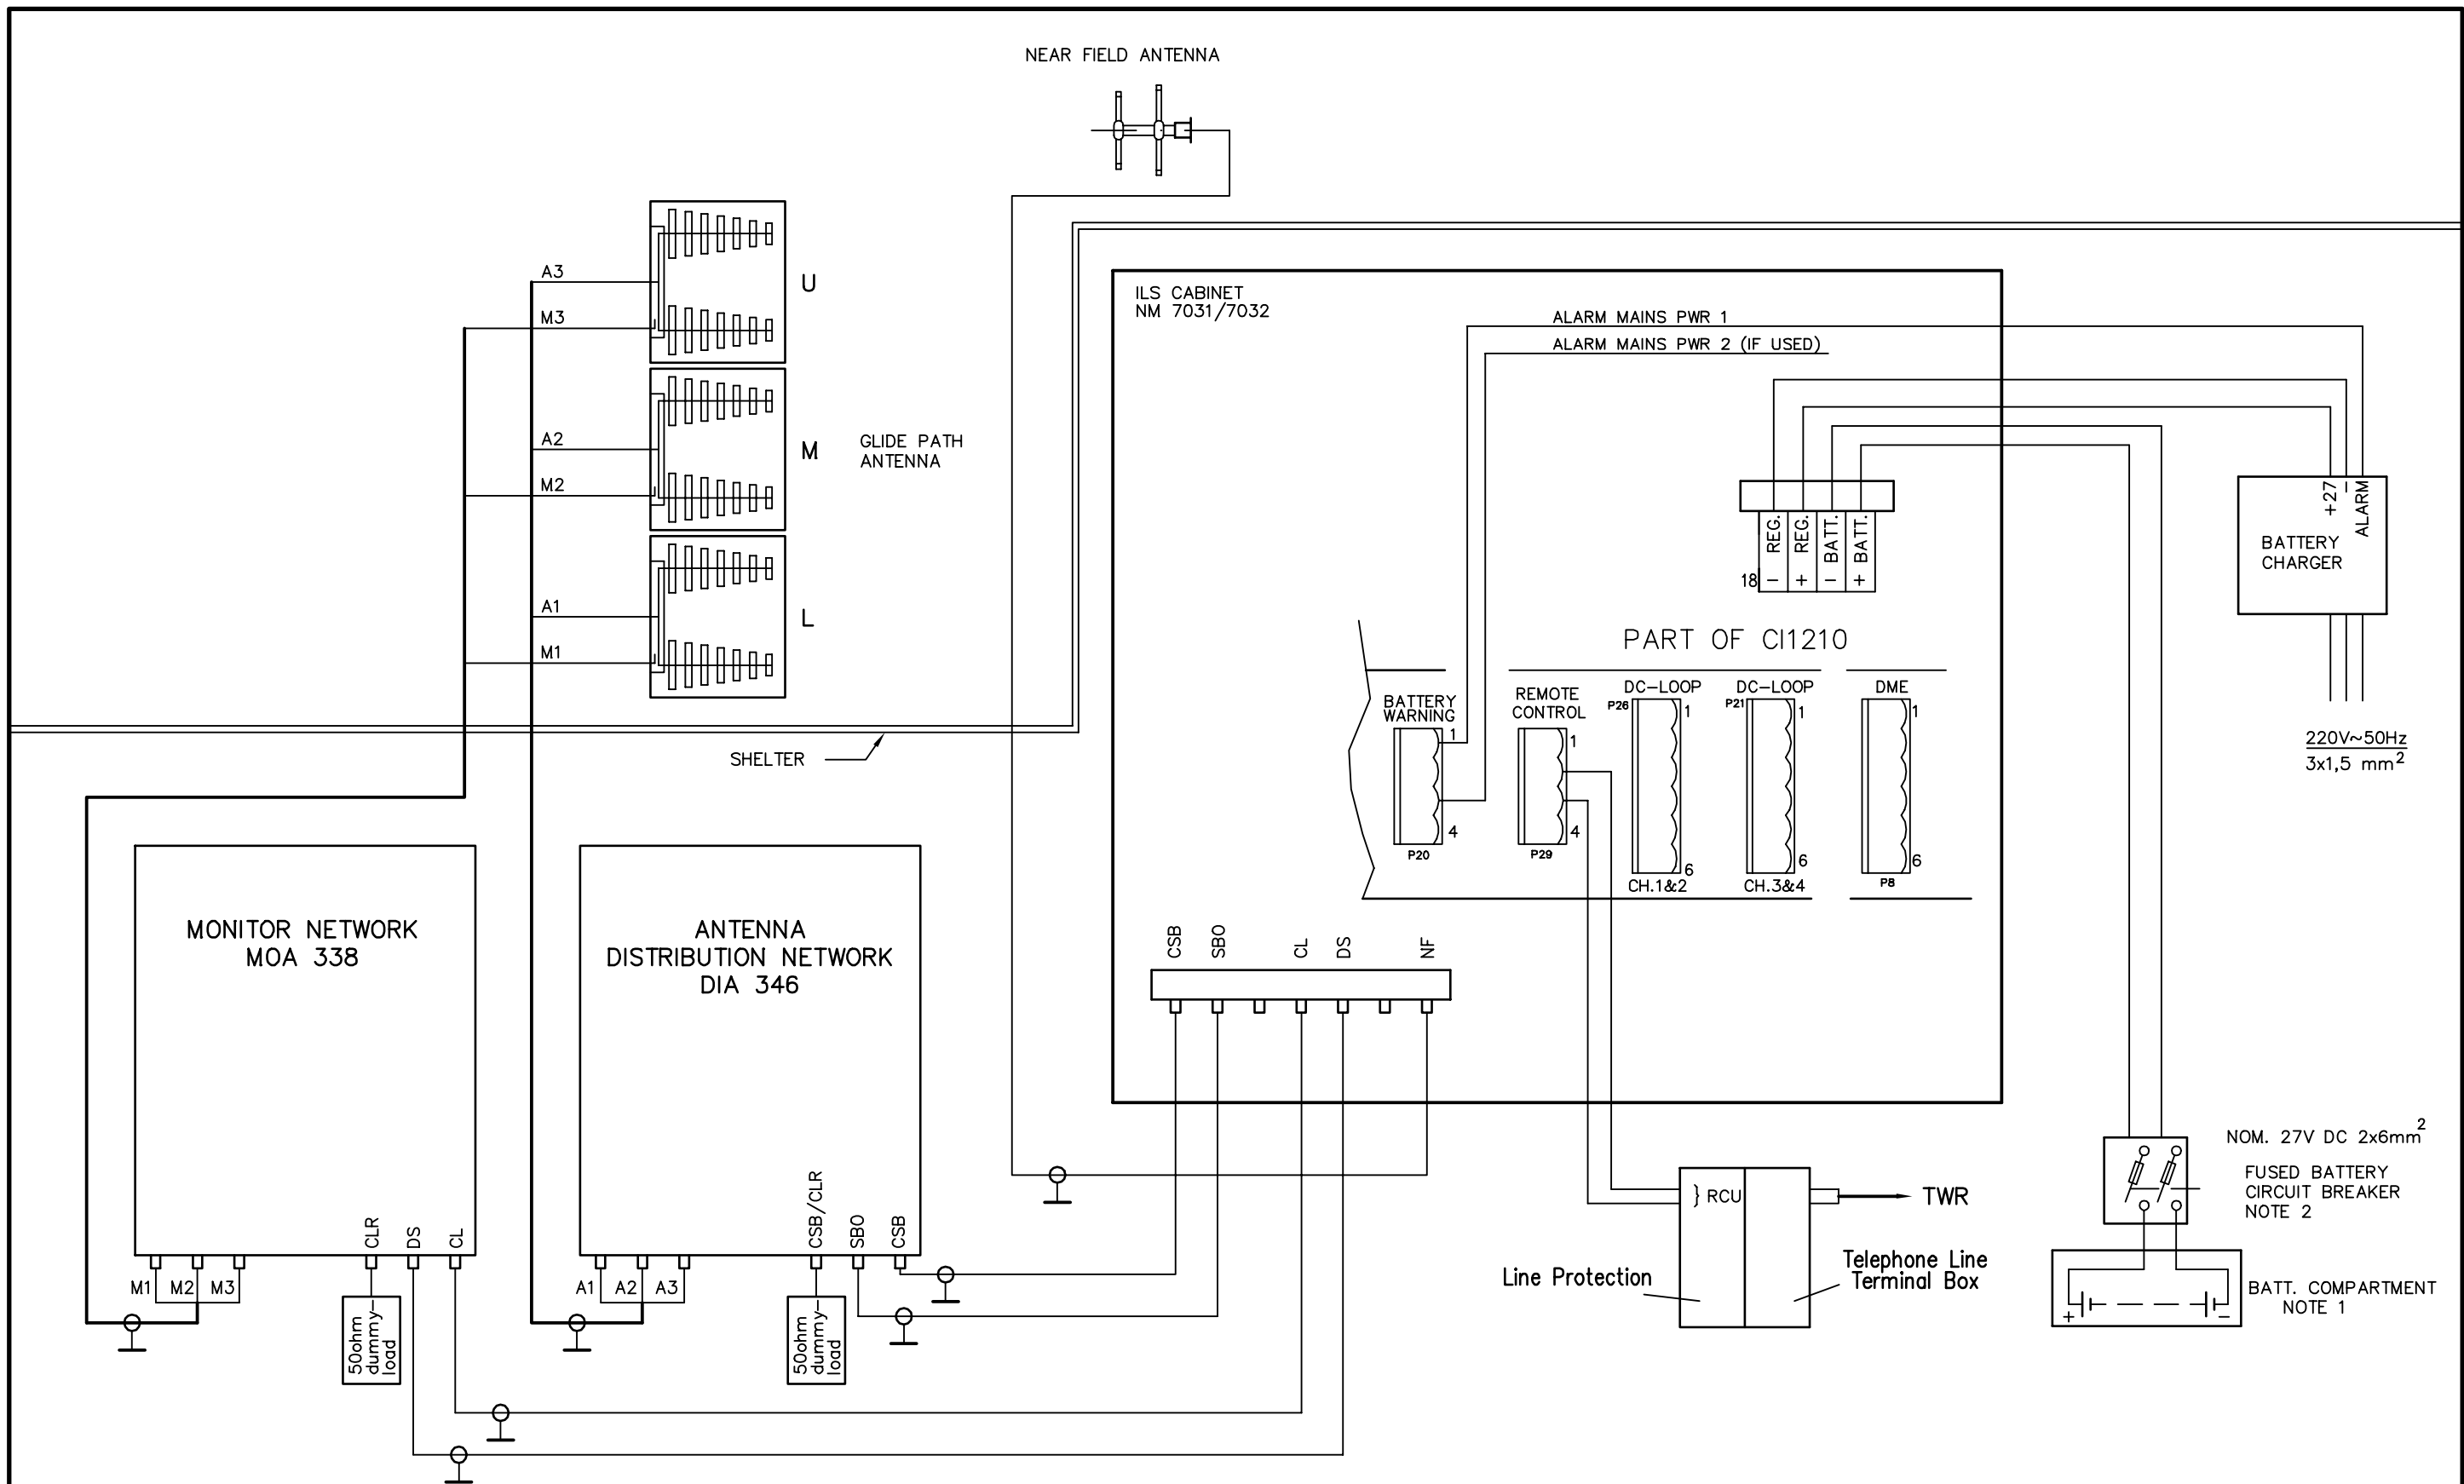 NEAR FIELD ANTENNA
A3
M3
U
A2
M2
M
GLIDE PATH
ANTENNA
A1
M1
L
SHELTER
ILS CABINET
NM 7031/7032
ALARM MAINS PWR 1
ALARM MAINS PWR 2 (IF USED)
REG.
REG.
BATT.
BATT.
18 - + - +
+27
-
ALARM
BATTERY
CHARGER
220V~50Hz
3x1,5 mm²
PART OF CI1210
BATTERY
WARNING
1
4
P20
REMOTE
CONTROL
1
4
P29
DC-LOOP
P26
1
6
CH.1&2
DC-LOOP
P21
1
6
CH.3&4
DME
1
6
P8
CSB
SBO
CL
DS
NF
MONITOR NETWORK
MOA 338
CLR
DS
CL
M1
M2
M3
50ohm
dummy-
load
ANTENNA
DISTRIBUTION NETWORK
DIA 346
CSB/CLR
SBO
CSB
A1
A2
A3
50ohm
dummy-
load
} RCU
TWR
Line Protection
Telephone Line
Terminal Box
NOM. 27V DC 2x6mm²
FUSED BATTERY
CIRCUIT BREAKER
NOTE 2
BATT. COMPARTMENT
NOTE 1
+
-